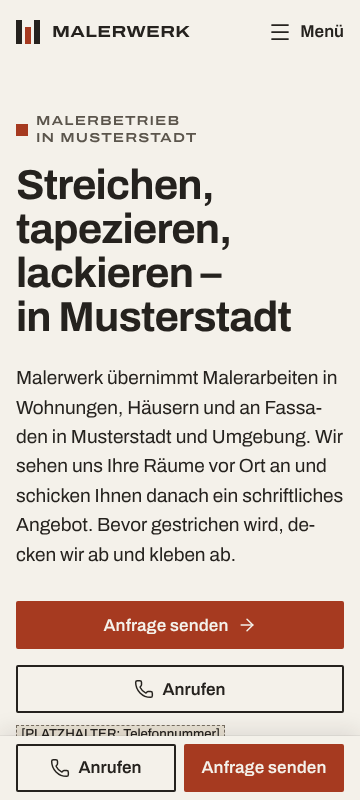 MALERWERK
Menü
MALERBETRIEB
IN MUSTERSTADT
Streichen,
tapezieren,
lackieren –
in Musterstadt
Malerwerk übernimmt Malerarbeiten in
Wohnungen, Häusern und an Fassa-
den in Musterstadt und Umgebung. Wir
sehen uns Ihre Räume vor Ort an und
schicken Ihnen danach ein schriftliches
Angebot. Bevor gestrichen wird, de-
cken wir ab und kleben ab.
Anfrage senden
Anrufen
[PLATZHALTER: Telefonnummer]
Anrufen
Anfrage senden